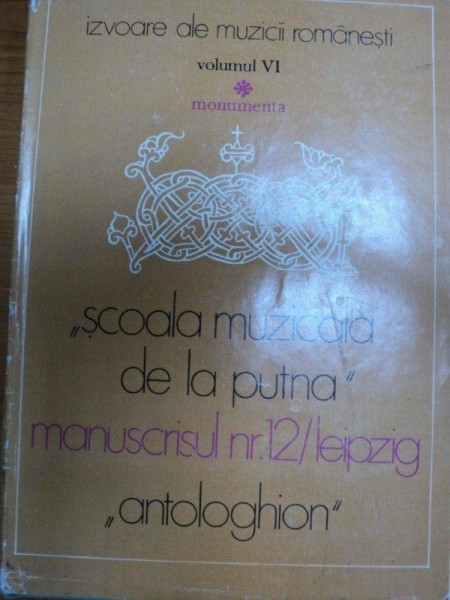 izvoare ale muzicii românești
volumul VI
monumenta
„școala muzicală
de la putna"
manuscrisul nr.12/leipzig
„antologhion"